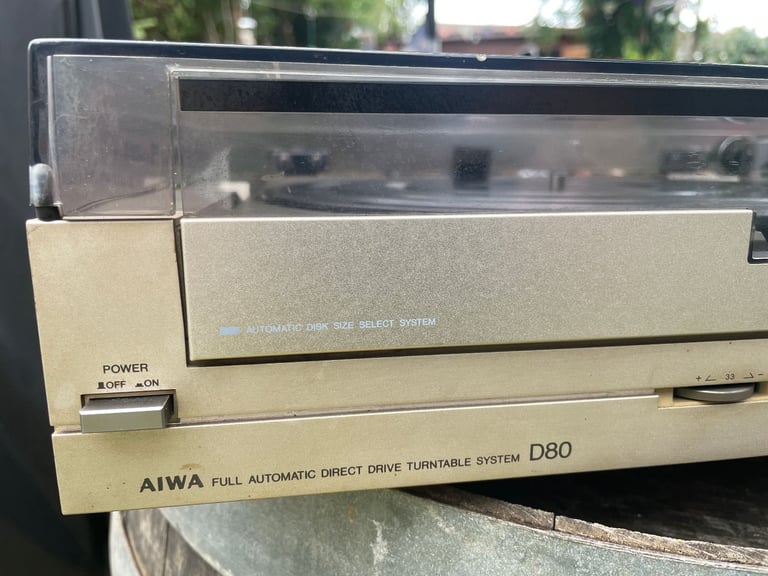 AUTOMATIC DISK SIZE SELECT SYSTEM
POWER
OFF ON
+ 33 -
AIWA FULL AUTOMATIC DIRECT DRIVE TURNTABLE SYSTEM D80